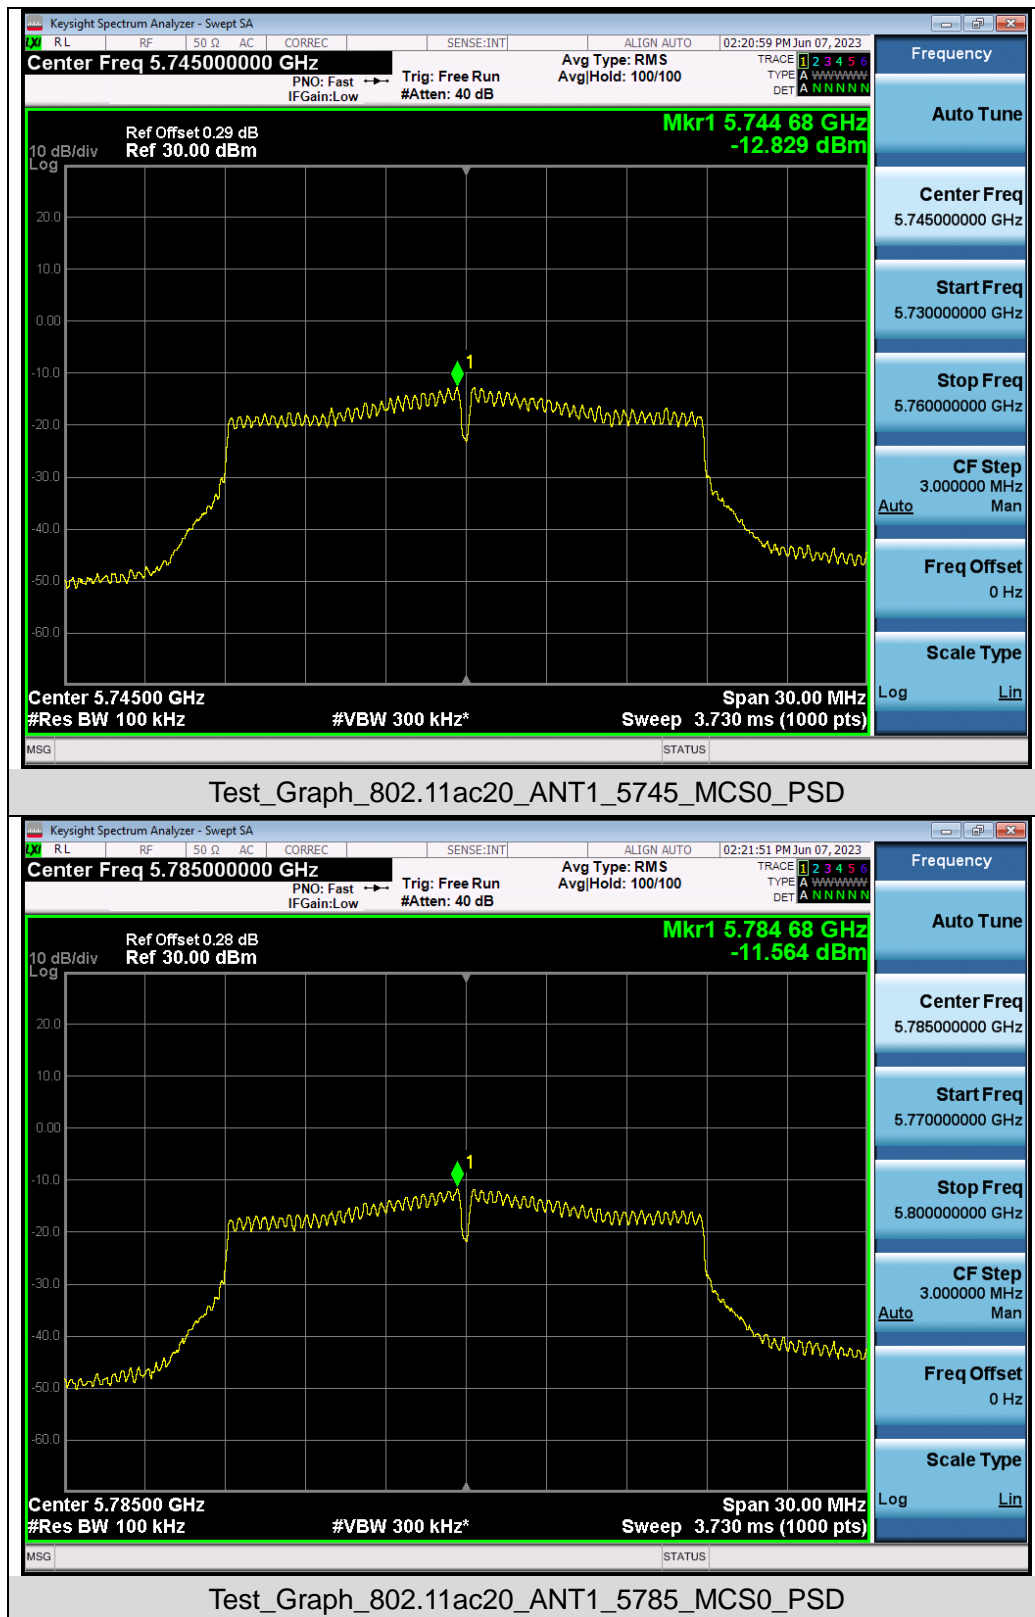 Keysight Spectrum Analyzer - Swept SA
LXI RL RF 50 Ω AC CORREC SENSE:INT ALIGN AUTO 02:20:59 PM Jun 07, 2023
Center Freq 5.745000000 GHz
PNO: Fast
IFGain:Low
Trig: Free Run
#Atten: 40 dB
Avg Type: RMS
Avg|Hold: 100/100
TRACE 1 2 3 4 5 6
TYPE A WWWWW
DET A N N N N N
Ref Offset 0.29 dB
Ref 30.00 dBm
10 dB/div
Log
Mkr1 5.744 68 GHz
-12.829 dBm
20.0
10.0
0.00
-10.0
-20.0
-30.0
-40.0
-50.0
-60.0
1
Center 5.74500 GHz
Span 30.00 MHz
#Res BW 100 kHz
#VBW 300 kHz*
Sweep 3.730 ms (1000 pts)
MSG
STATUS
Frequency
Auto Tune
Center Freq
5.745000000 GHz
Start Freq
5.730000000 GHz
Stop Freq
5.760000000 GHz
CF Step
3.000000 MHz
Auto Man
Freq Offset
0 Hz
Scale Type
Log Lin
Test_Graph_802.11ac20_ANT1_5745_MCS0_PSD
Keysight Spectrum Analyzer - Swept SA
LXI RL RF 50 Ω AC CORREC SENSE:INT ALIGN AUTO 02:21:51 PM Jun 07, 2023
Center Freq 5.785000000 GHz
PNO: Fast
IFGain:Low
Trig: Free Run
#Atten: 40 dB
Avg Type: RMS
Avg|Hold: 100/100
TRACE 1 2 3 4 5 6
TYPE A WWWWW
DET A N N N N N
Ref Offset 0.28 dB
Ref 30.00 dBm
10 dB/div
Log
Mkr1 5.784 68 GHz
-11.564 dBm
20.0
10.0
0.00
-10.0
-20.0
-30.0
-40.0
-50.0
-60.0
1
Center 5.78500 GHz
Span 30.00 MHz
#Res BW 100 kHz
#VBW 300 kHz*
Sweep 3.730 ms (1000 pts)
MSG
STATUS
Frequency
Auto Tune
Center Freq
5.785000000 GHz
Start Freq
5.770000000 GHz
Stop Freq
5.800000000 GHz
CF Step
3.000000 MHz
Auto Man
Freq Offset
0 Hz
Scale Type
Log Lin
Test_Graph_802.11ac20_ANT1_5785_MCS0_PSD